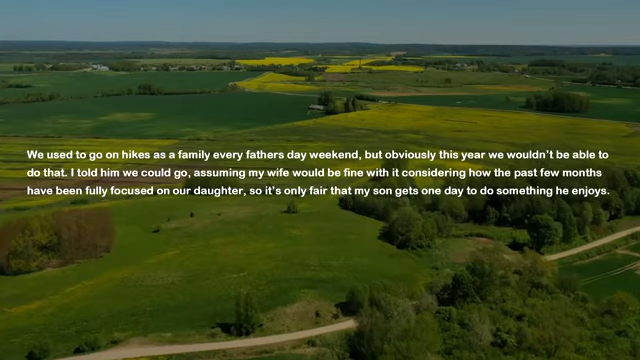 We used to go on hikes as a family every fathers day weekend, but obviously this year we wouldn't be able to
do that. I told him we could go, assuming my wife would be fine with it considering how the past few months
have been fully focused on our daughter, so it's only fair that my son gets one day to do something he enjoys.